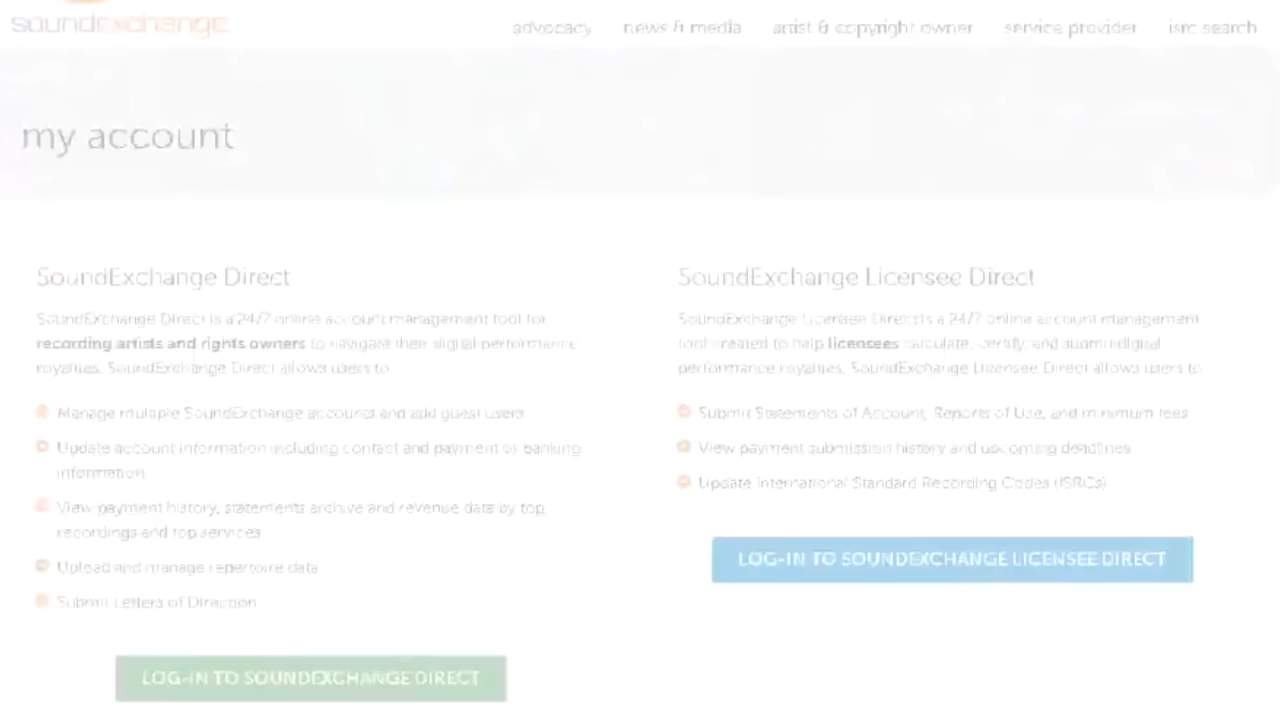 soundexchange
advocacy news & media artist & copyright owner service provider isrc search
my account
SoundExchange Direct
SoundExchange Direct is a 24/7 online account management tool for
recording artists and rights owners to navigate their digital performance
royalties. SoundExchange Direct allows users to
Manage multiple SoundExchange accounts and add guest users
Update account information including contact and payment or banking
information
View payment history, statements archive and revenue data by top
recordings and top services
Upload and manage repertoire data
Submit Letters of Direction
LOG-IN TO SOUNDEXCHANGE DIRECT
SoundExchange Licensee Direct
SoundExchange Licensee Direct is a 24/7 online account management
tool created to help licensees calculate, certify, and submit digital
performance royalties. SoundExchange Licensee Direct allows users to
Submit Statements of Account, Reports of Use, and minimum fees
View payment submission history and upcoming deadlines
Update International Standard Recording Codes (ISRCs)
LOG-IN TO SOUNDEXCHANGE LICENSEE DIRECT